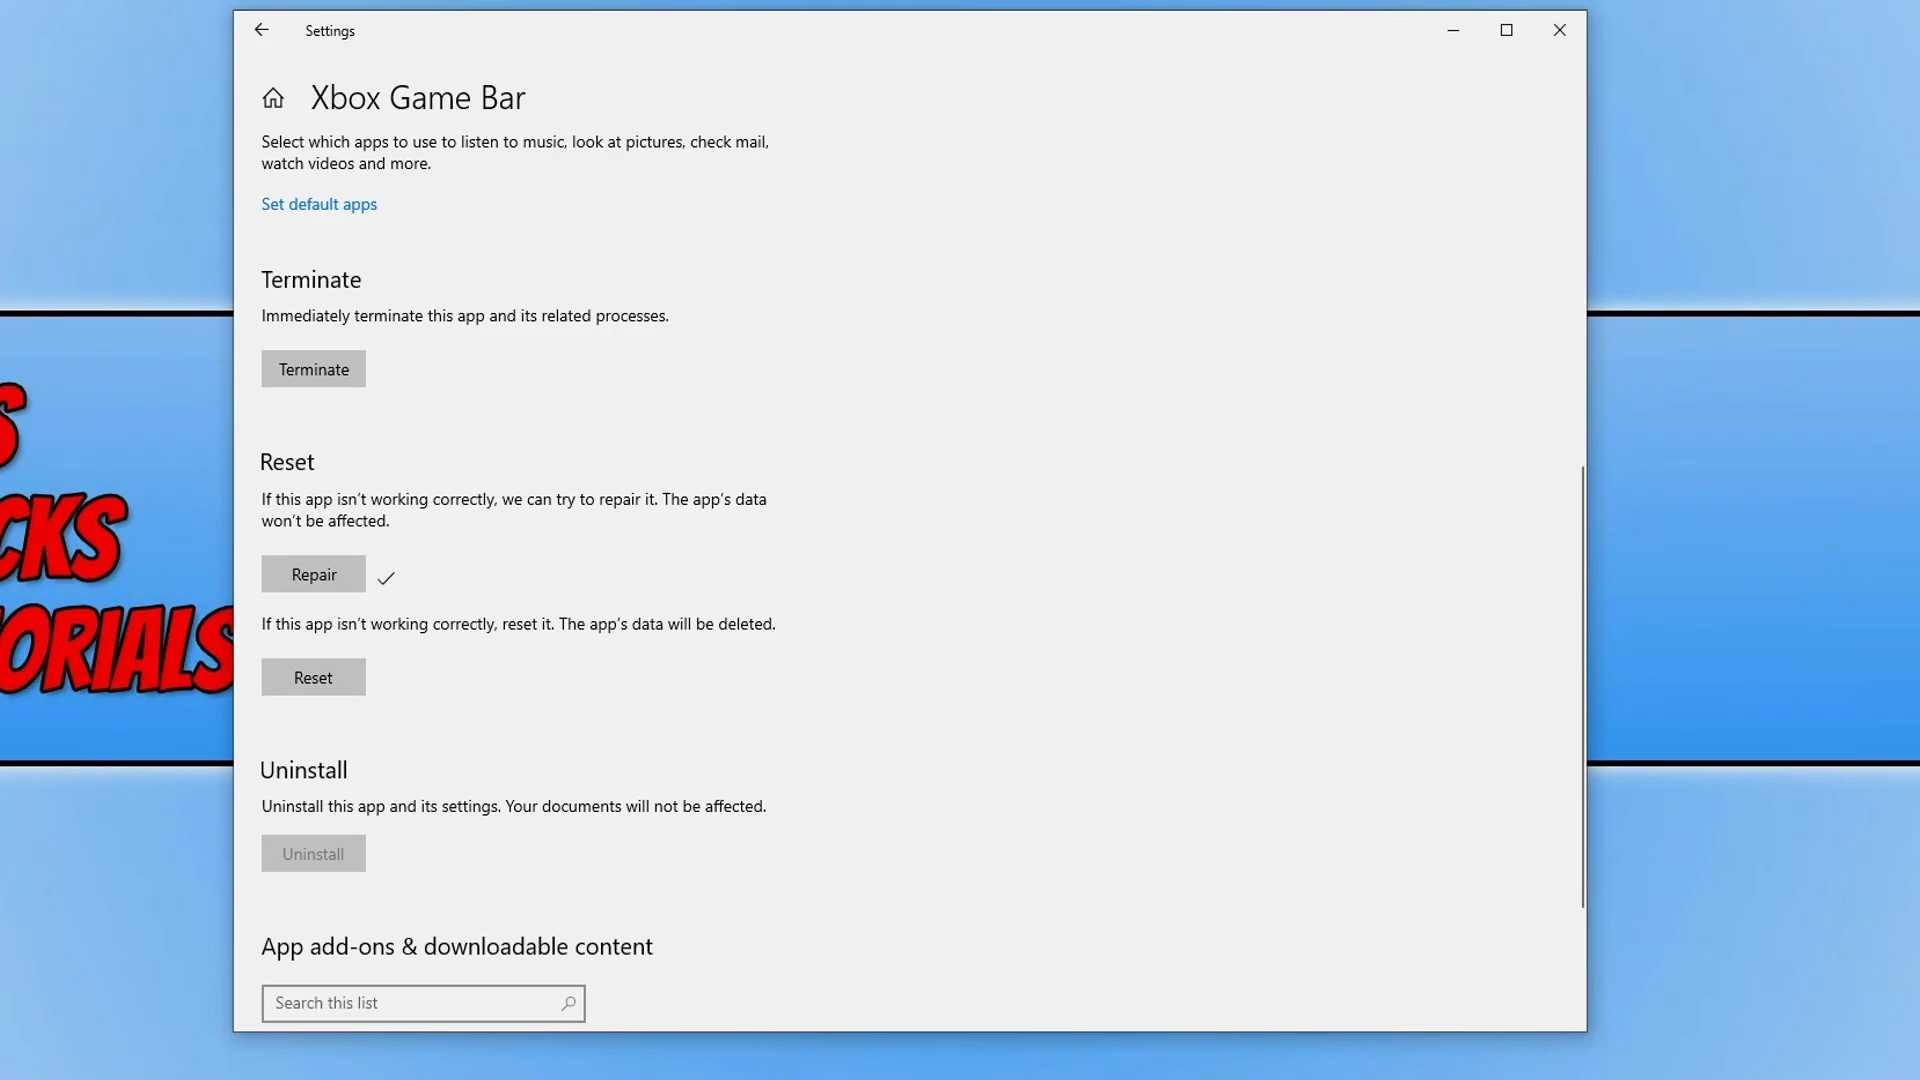 Settings
Xbox Game Bar
Select which apps to use to listen to music, look at pictures, check mail,
watch videos and more.
Set default apps
Terminate
Immediately terminate this app and its related processes.
Terminate
Reset
If this app isn't working correctly, we can try to repair it. The app's data
won't be affected.
Repair
If this app isn't working correctly, reset it. The app's data will be deleted.
Reset
Uninstall
Uninstall this app and its settings. Your documents will not be affected.
Uninstall
App add-ons & downloadable content
Search this list
S
CKS
ORIALS